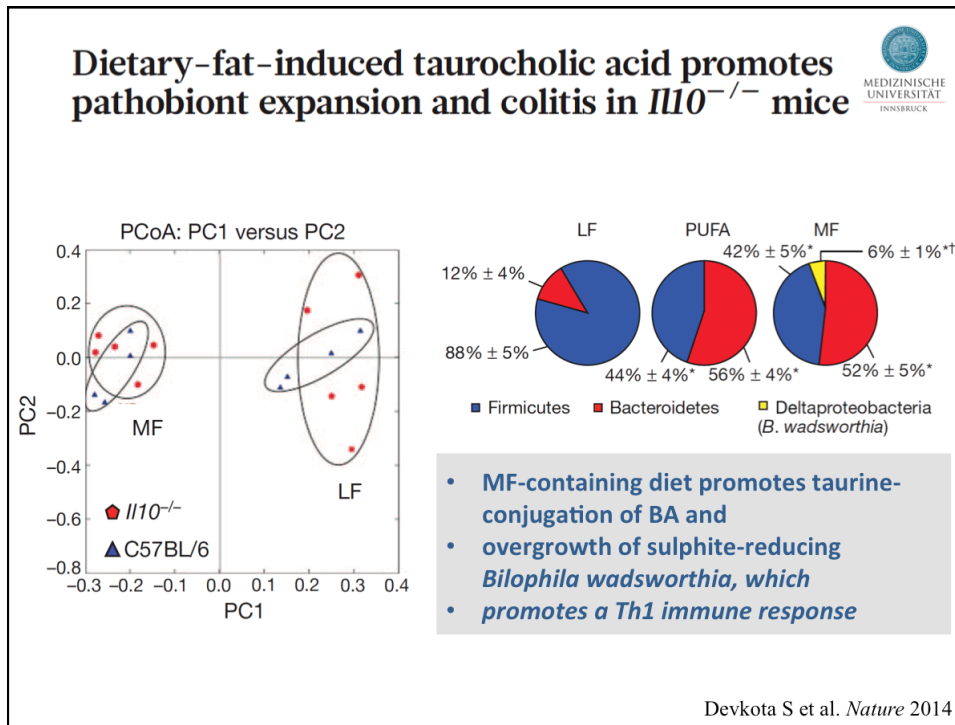 Dietary-fat-induced taurocholic acid promotes
pathobiont expansion and colitis in Il10−/− mice
MEDIZINISCHE
UNIVERSITÄT
INNSBRUCK
PCoA: PC1 versus PC2
0.4
0.2
0.0
−0.2
−0.4
−0.6
−0.8
PC2
MF
LF
Il10−/−
C57BL/6
−0.3 −0.2 −0.1 0.0 0.1 0.2 0.3 0.4
PC1
LF PUFA MF
12% ± 4%
88% ± 5%
44% ± 4%* 56% ± 4%*
42% ± 5%* 6% ± 1%*†
52% ± 5%*
Firmicutes Bacteroidetes Deltaproteobacteria
(B. wadsworthia)
• MF-containing diet promotes taurine-
conjugation of BA and
• overgrowth of sulphite-reducing
Bilophila wadsworthia, which
• promotes a Th1 immune response
Devkota S et al. Nature 2014